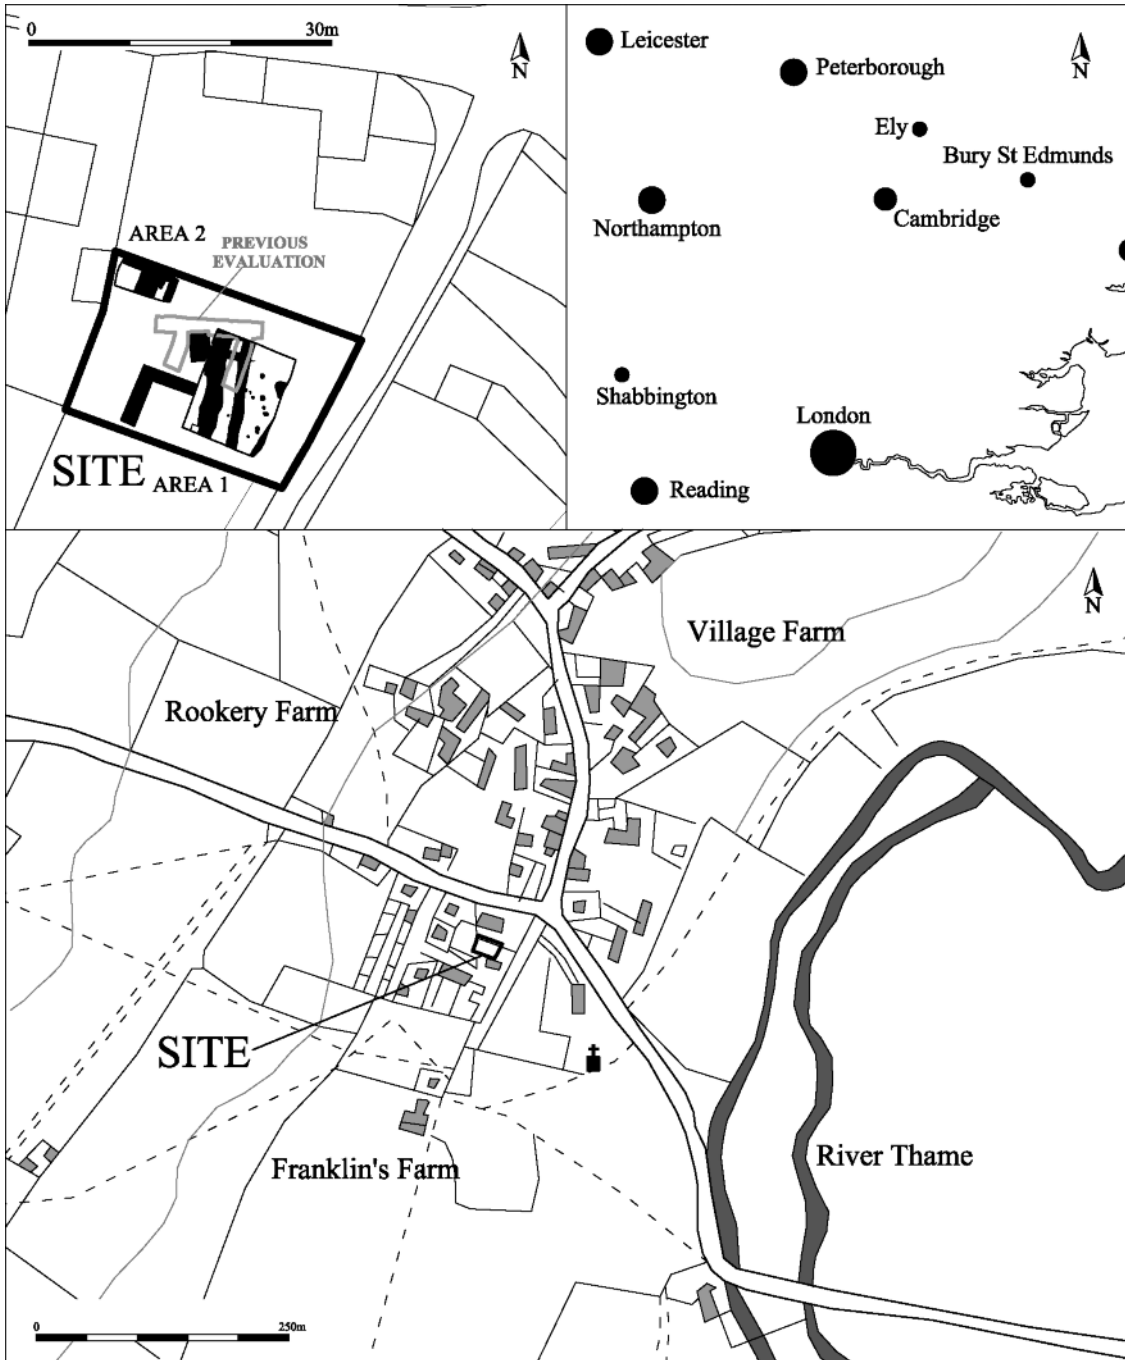 0 30m
N
AREA 2
PREVIOUS
EVALUATION
SITE
AREA 1
Leicester
Peterborough
N
Ely
Bury St Edmunds
Northampton
Cambridge
Shabbington
London
Reading
N
Village Farm
Rookery Farm
SITE
Franklin's Farm
River Thame
0 250m